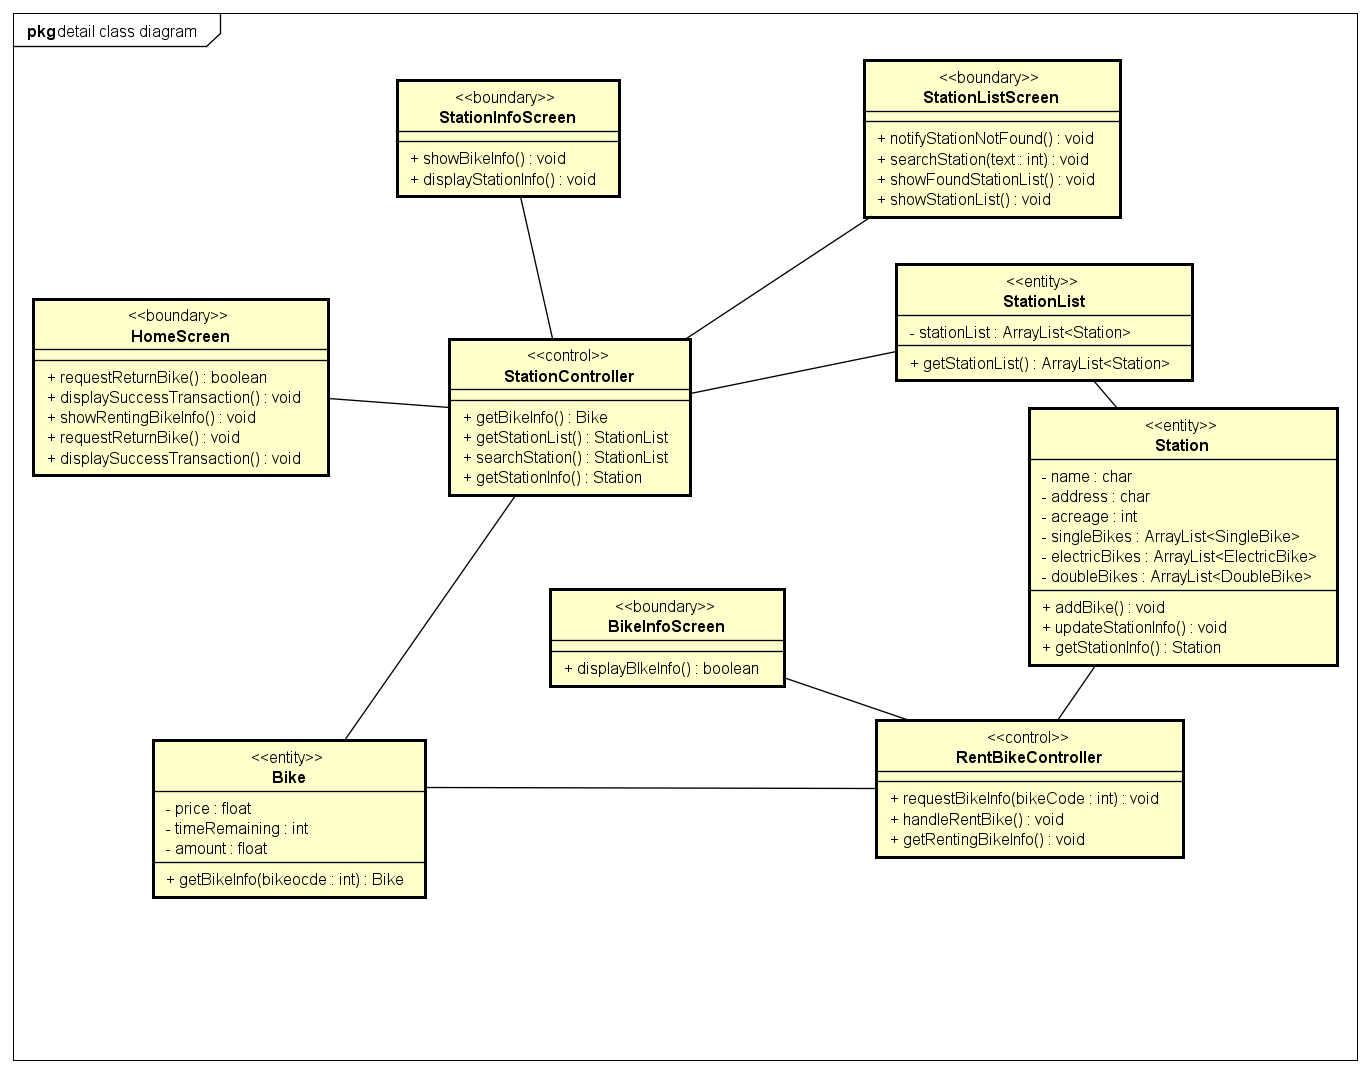 pkg detail class diagram
<<boundary>>
StationInfoScreen
+ showBikeInfo() : void
+ displayStationInfo() : void
<<boundary>>
StationListScreen
+ notifyStationNotFound() : void
+ searchStation(text : int) : void
+ showFoundStationList() : void
+ showStationList() : void
<<entity>>
StationList
- stationList : ArrayList<Station>
+ getStationList() : ArrayList<Station>
<<boundary>>
HomeScreen
+ requestReturnBike() : boolean
+ displaySuccessTransaction() : void
+ showRentingBikeInfo() : void
+ requestReturnBike() : void
+ displaySuccessTransaction() : void
<<control>>
StationController
+ getBikeInfo() : Bike
+ getStationList() : StationList
+ searchStation() : StationList
+ getStationInfo() : Station
<<entity>>
Station
- name : char
- address : char
- acreage : int
- singleBikes : ArrayList<SingleBike>
- electricBikes : ArrayList<ElectricBike>
- doubleBikes : ArrayList<DoubleBike>
+ addBike() : void
+ updateStationInfo() : void
+ getStationInfo() : Station
<<boundary>>
BikeInfoScreen
+ displayBIkeInfo() : boolean
<<entity>>
Bike
- price : float
- timeRemaining : int
- amount : float
+ getBikeInfo(bikeocde : int) : Bike
<<control>>
RentBikeController
+ requestBikeInfo(bikeCode : int) : void
+ handleRentBike() : void
+ getRentingBikeInfo() : void